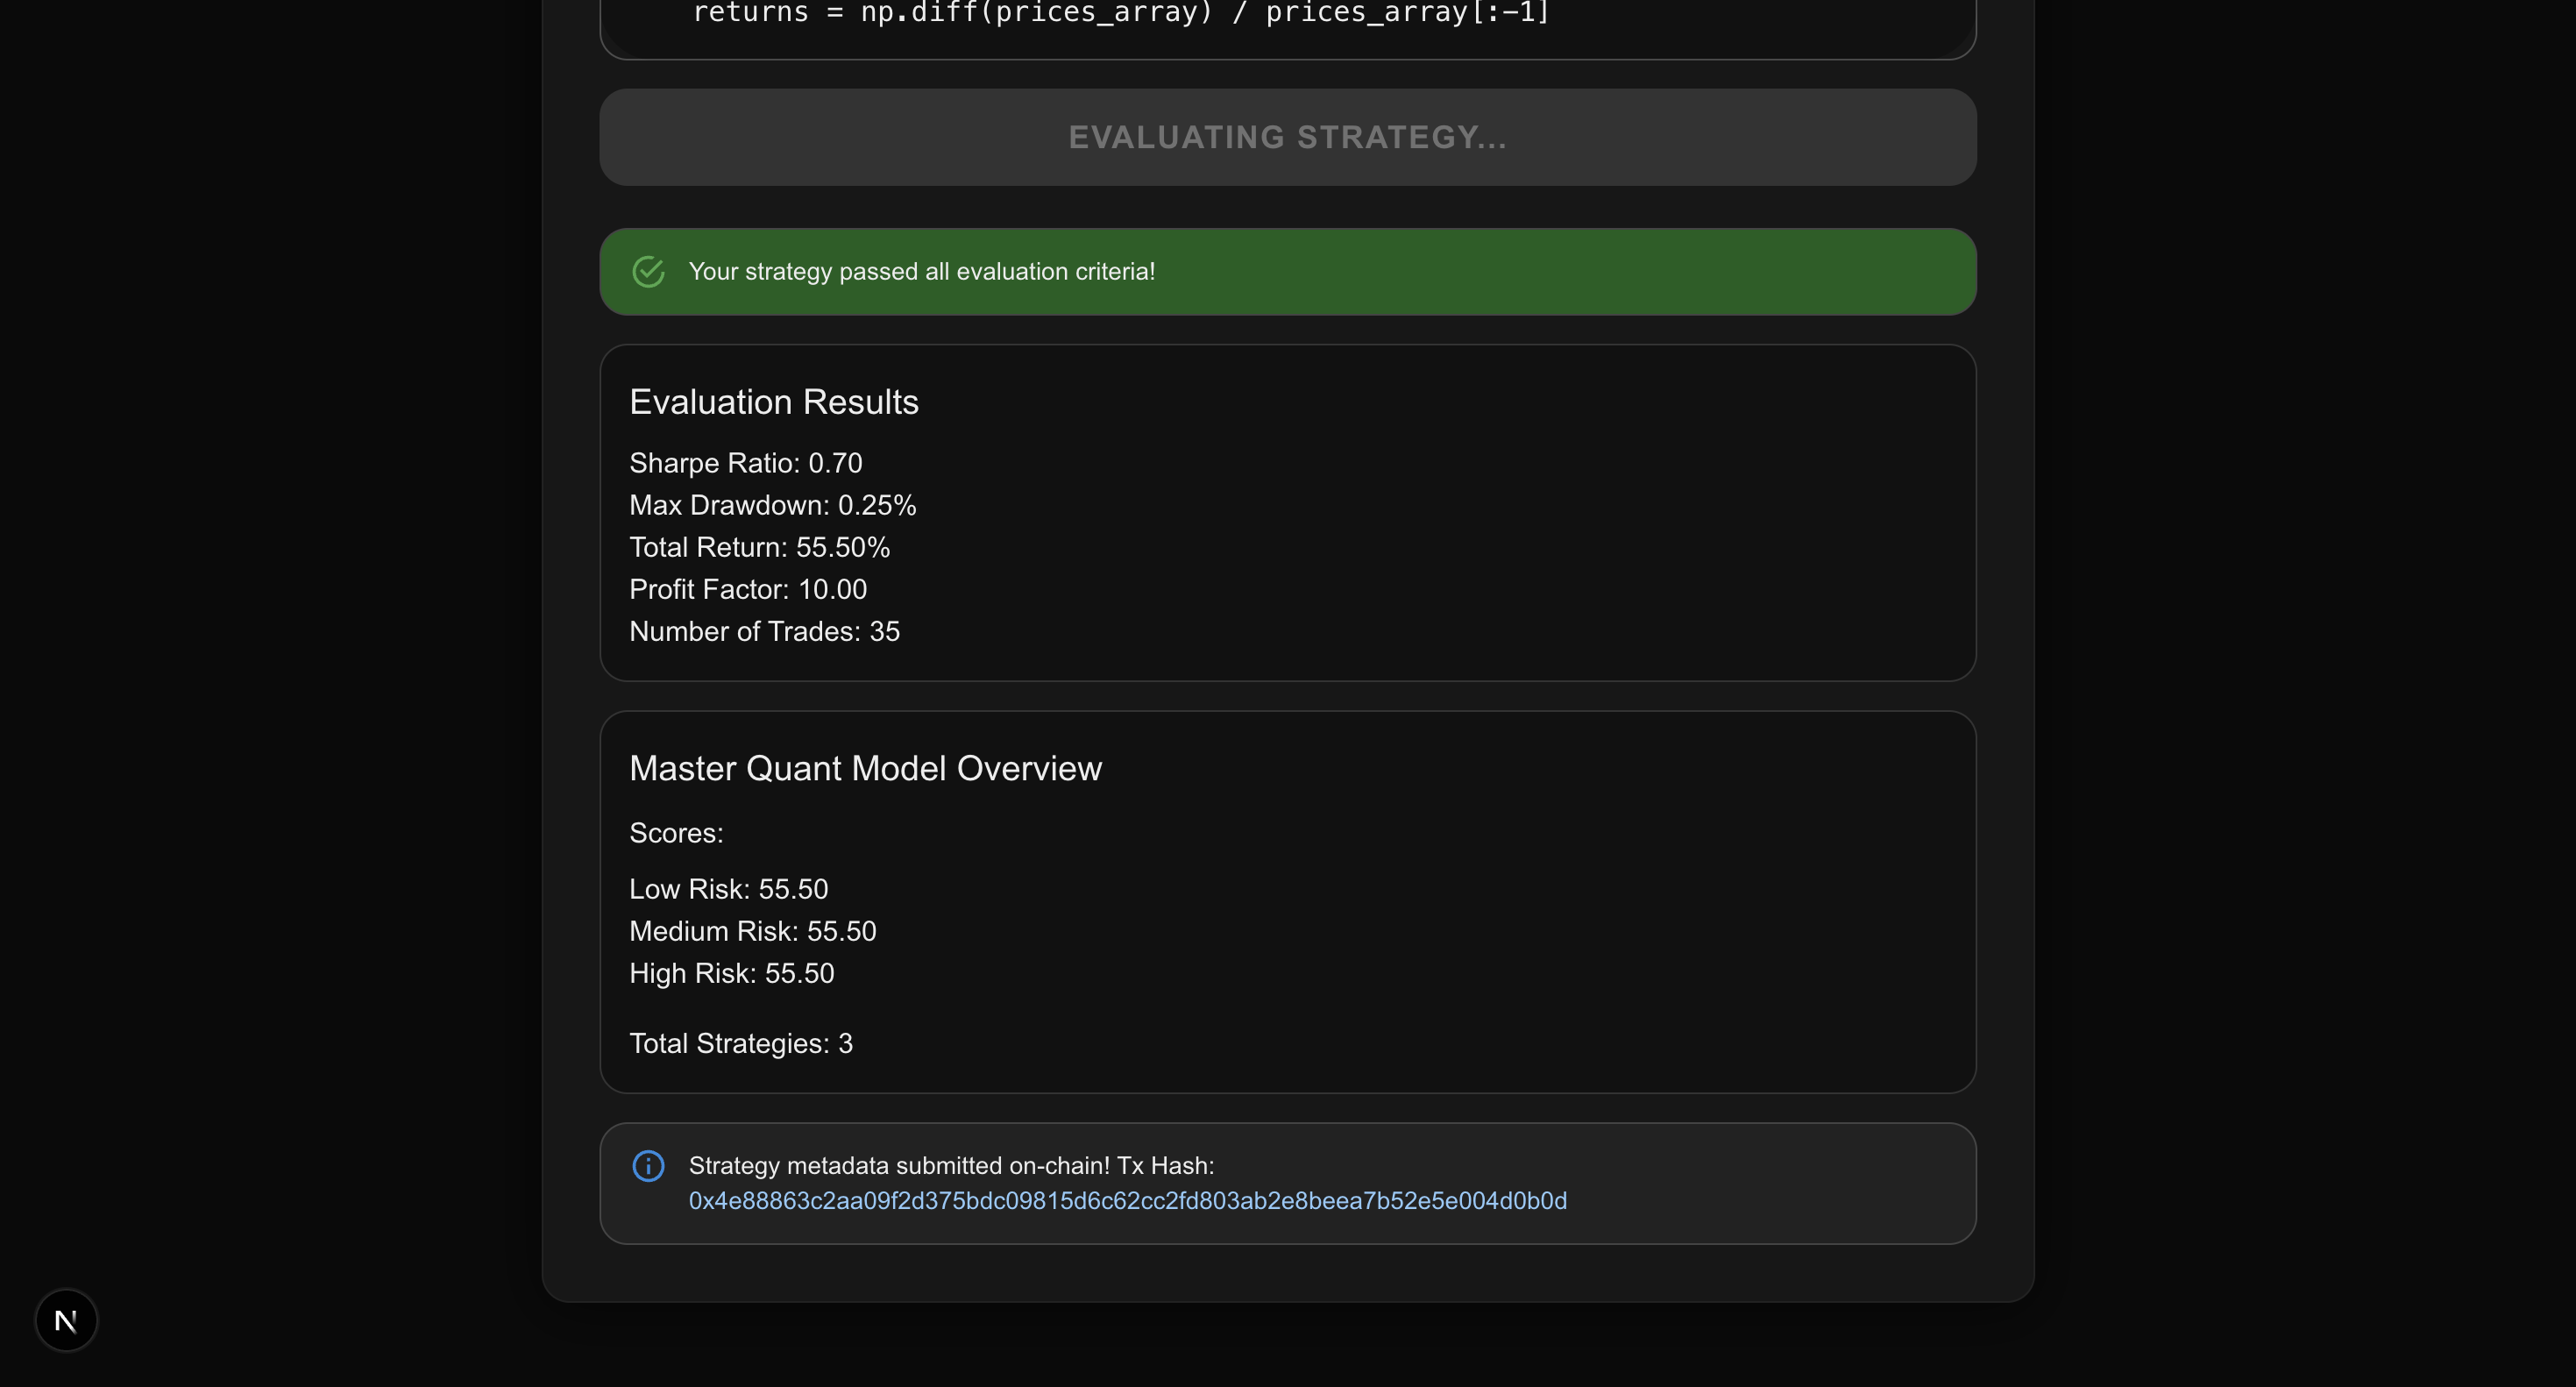 returns = np.diff(prices_array) / prices_array[:-1]
EVALUATING STRATEGY...
Your strategy passed all evaluation criteria!
Evaluation Results
Sharpe Ratio: 0.70
Max Drawdown: 0.25%
Total Return: 55.50%
Profit Factor: 10.00
Number of Trades: 35
Master Quant Model Overview
Scores:
Low Risk: 55.50
Medium Risk: 55.50
High Risk: 55.50
Total Strategies: 3
Strategy metadata submitted on-chain! Tx Hash:
0x4e88863c2aa09f2d375bdc09815d6c62cc2fd803ab2e8beea7b52e5e004d0b0d
N